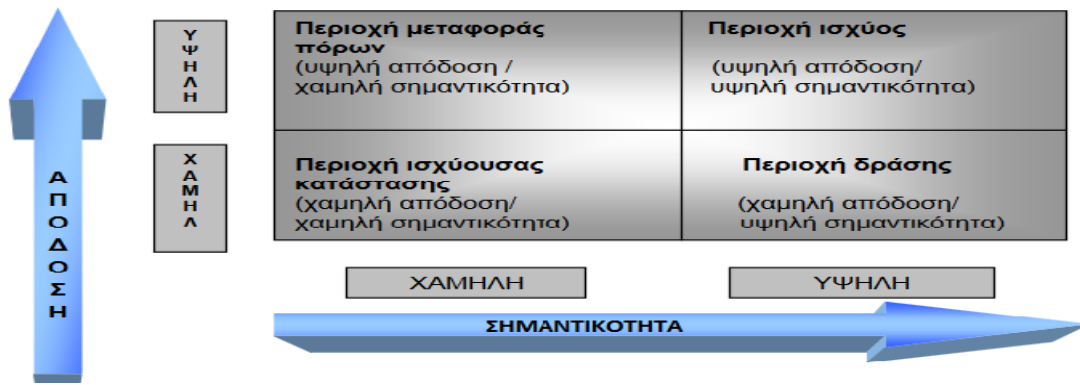 ΥΨΗΛΗ
Περιοχή μεταφοράς
πόρων
(υψηλή απόδοση /
χαμηλή σημαντικότητα)
Περιοχή ισχύος
(υψηλή απόδοση/
υψηλή σημαντικότητα)
ΧΑΜΗΛ
Περιοχή ισχύουσας
κατάστασης
(χαμηλή απόδοση/
χαμηλή σημαντικότητα)
Περιοχή δράσης
(χαμηλή απόδοση/
υψηλή σημαντικότητα)
ΑΠΟΔΟΣΗ
ΧΑΜΗΛΗ
ΥΨΗΛΗ
ΣΗΜΑΝΤΙΚΟΤΗΤΑ